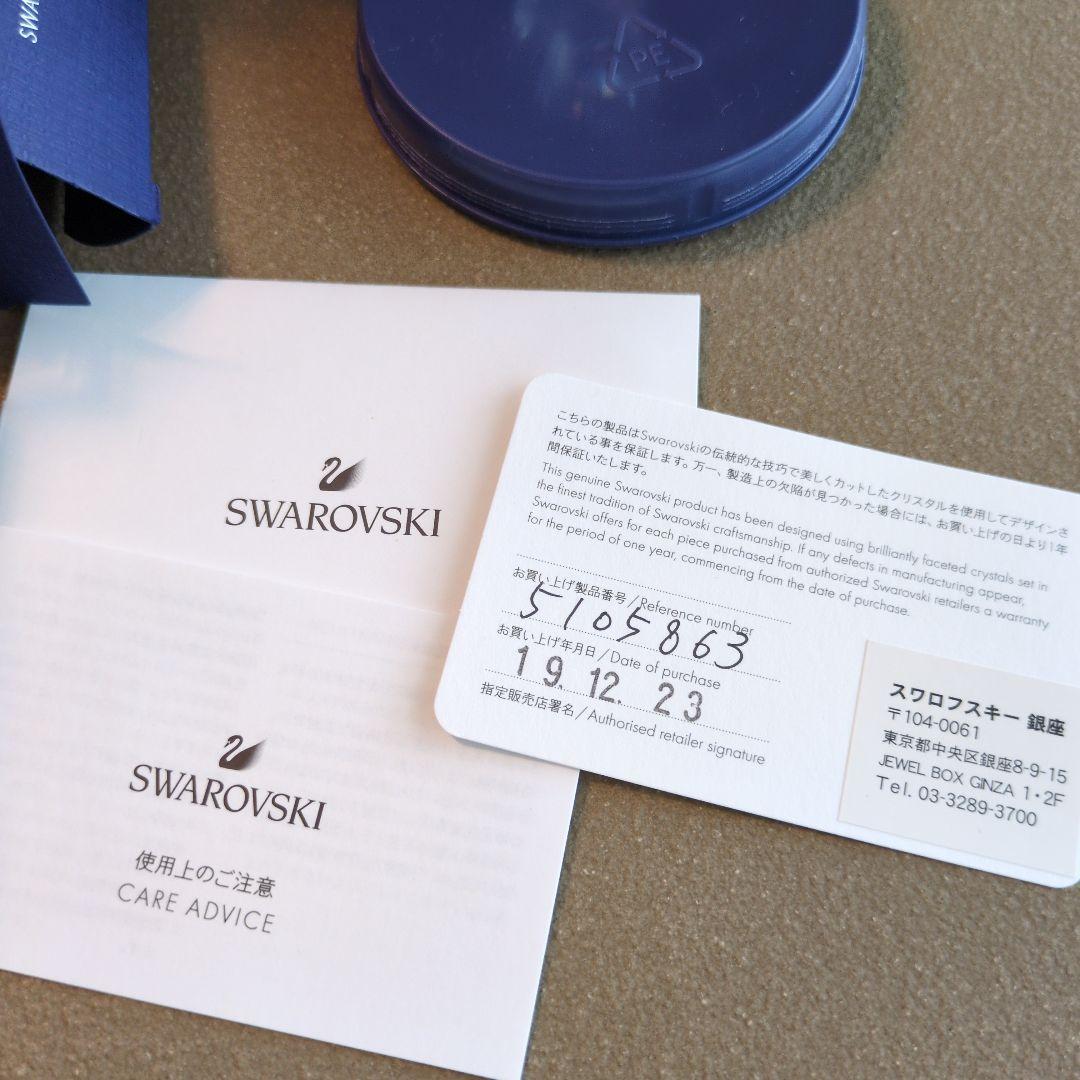 SWA
PE
SWAROVSKI
こちらの製品はSwarovskiの伝統的な技巧で美しくカットしたクリスタルを使用してデザインさ
れている事を保証します。万一、製造上の欠陥が見つかった場合には、お買い上げの日より1年
間保証いたします。
This genuine Swarovski product has been designed using brilliantly faceted crystals set in
the finest tradition of Swarovski craftsmanship. If any defects in manufacturing appear,
Swarovski offers for each piece purchased from authorized Swarovski retailers a warranty
for the period of one year, commencing from the date of purchase.
お買い上げ製品番号/Reference number
5105863
お買い上げ年月日/Date of purchase
19.12.23
指定販売店署名/Authorised retailer signature
スワロフスキー 銀座
〒104-0061
東京都中央区銀座8-9-15
JEWEL BOX GINZA 1・2F
Tel. 03-3289-3700
SWAROVSKI
使用上のご注意
CARE ADVICE